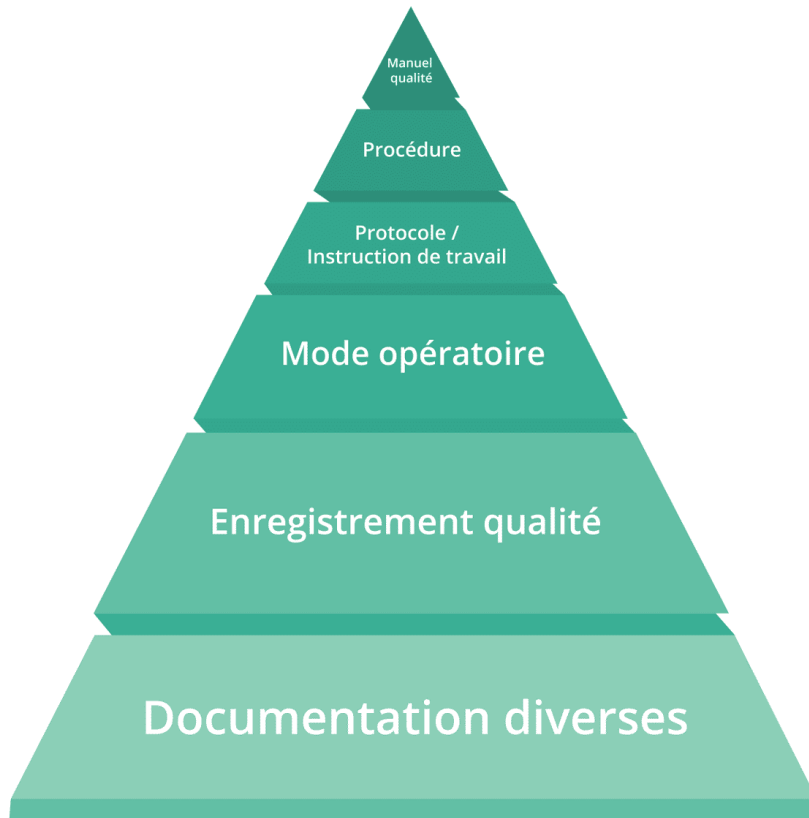 Manuel
qualité
Procédure
Protocole /
Instruction de travail
Mode opératoire
Enregistrement qualité
Documentation diverses